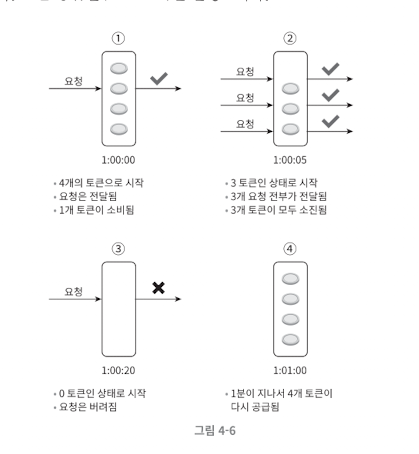 ①
요청
1:00:00
• 4개의 토큰으로 시작
• 요청은 전달됨
• 1개 토큰이 소비됨
②
요청
요청
요청
1:00:05
• 3 토큰인 상태로 시작
• 3개 요청 전부가 전달됨
• 3개 토큰이 모두 소진됨
③
요청
1:00:20
• 0 토큰인 상태로 시작
• 요청은 버려짐
④
1:01:00
• 1분이 지나서 4개 토큰이
다시 공급됨
그림 4-6